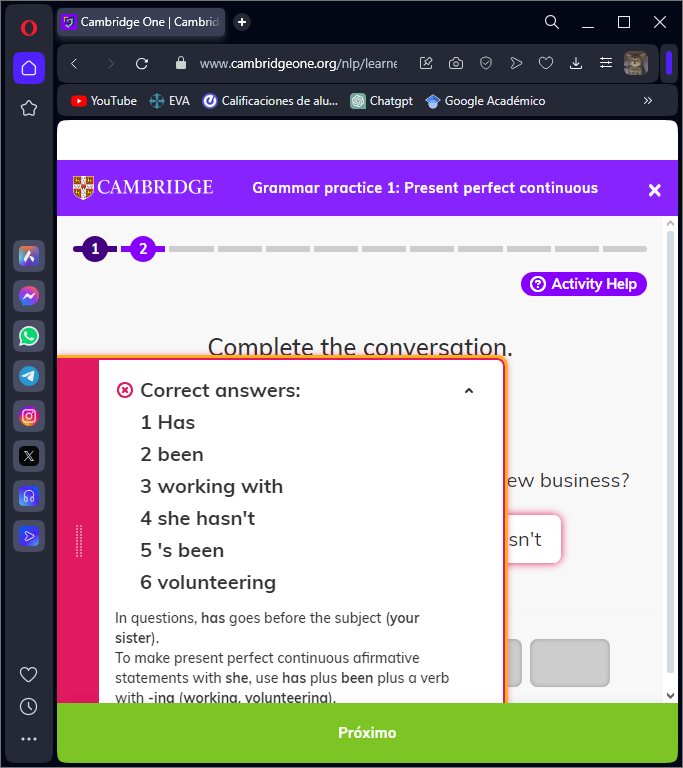 Cambridge One | Cambrid
www.cambridgeone.org/nlp/learne
YouTube EVA Calificaciones de alu... Chatgpt Google Académico »
CAMBRIDGE Grammar practice 1: Present perfect continuous
1 2
Activity Help
Complete the conversation.
Correct answers:
1 Has
2 been
3 working with
ew business?
4 she hasn't
sn't
5 's been
6 volunteering
In questions, has goes before the subject (your
sister).
To make present perfect continuous afirmative
statements with she, use has plus been plus a verb
with -ing (working, volunteering).
Próximo